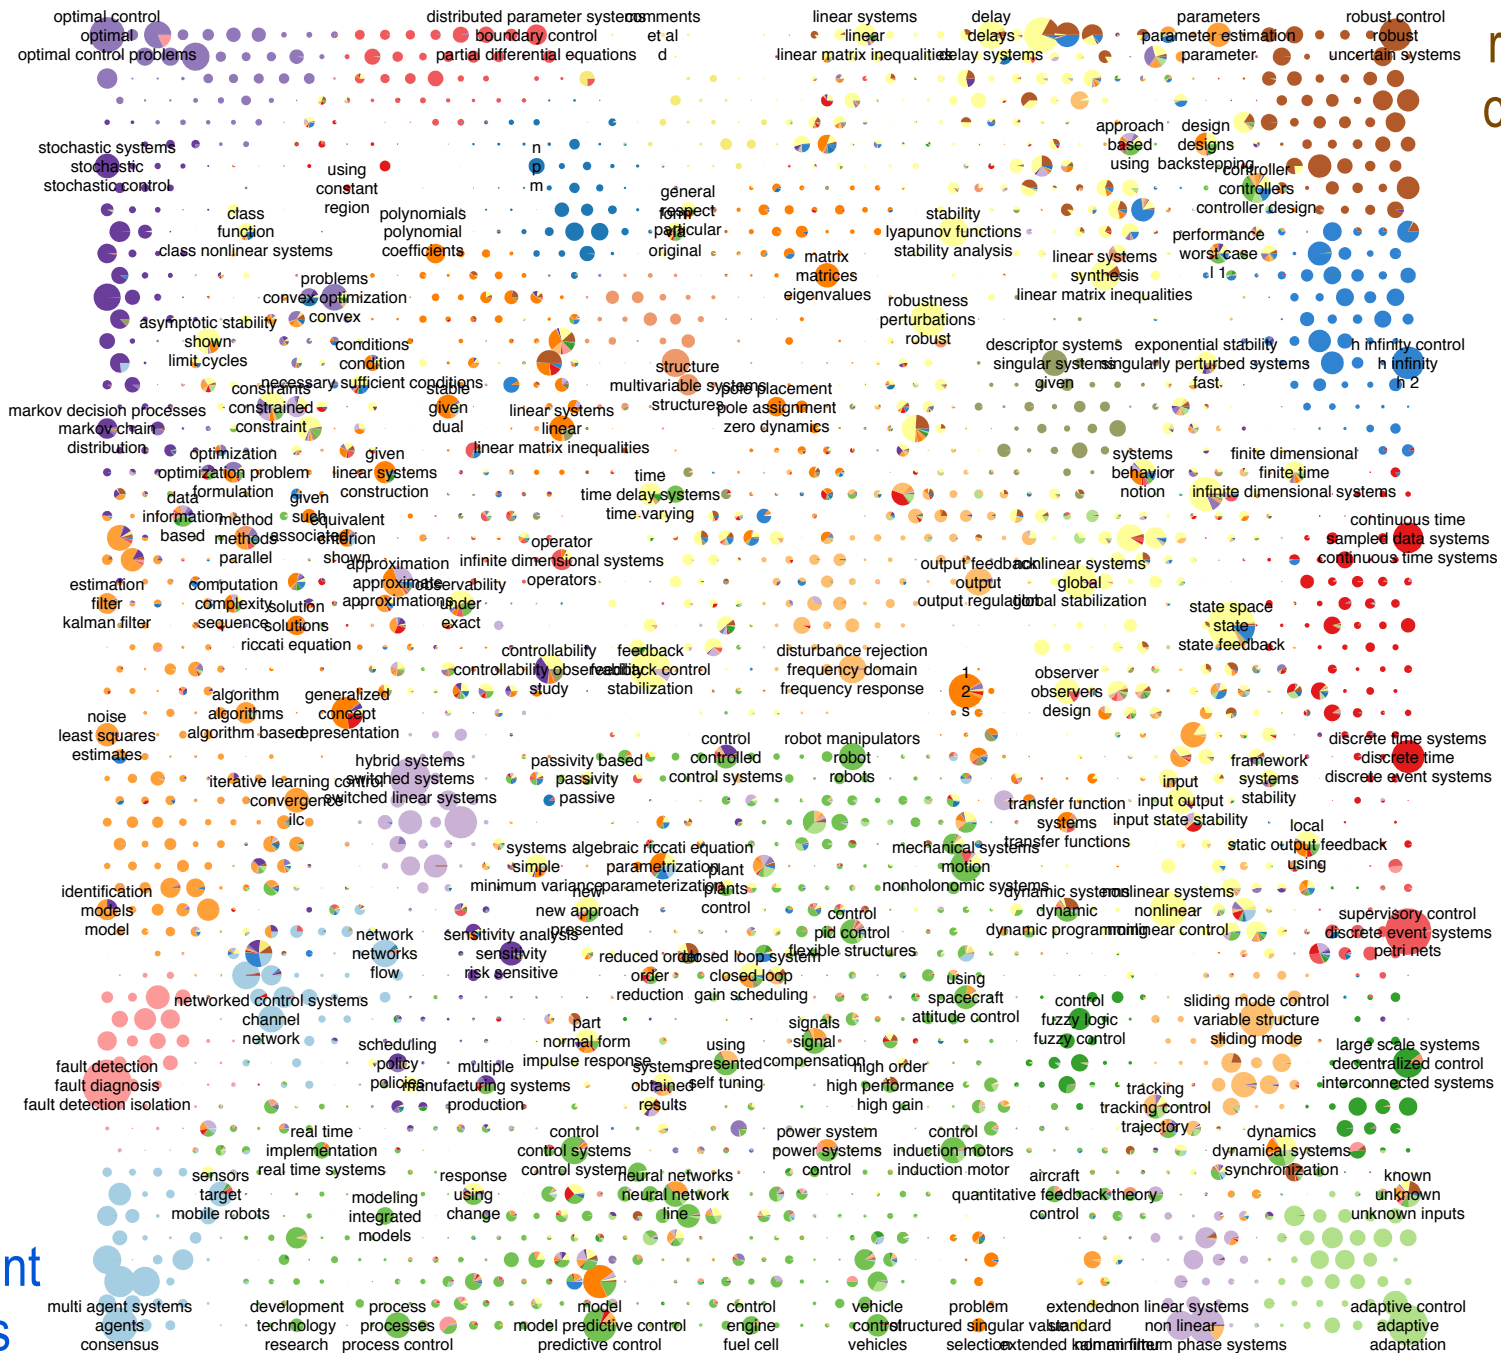 optimal control
optimal
optimal control problems
distributed parameter systems
boundary control
partial differential equations
comments
et al
d
linear systems
linear
linear matrix inequalities
delay
delays
delay systems
parameters
parameter estimation
parameter
robust control
robust
uncertain systems
r
c
stochastic systems
stochastic
stochastic control
using
constant
region
n
p
m
approach
based
using
design
designs
backstepping
controller
controllers
controller design
class
function
class nonlinear systems
polynomials
polynomial
coefficients
general
respect
particular
original
stability
lyapunov functions
stability analysis
performance
worst case
l 1
matrix
matrices
eigenvalues
linear systems
synthesis
linear matrix inequalities
problems
convex optimization
convex
robustness
perturbations
robust
asymptotic stability
shown
limit cycles
conditions
condition
necessary sufficient conditions
structure
multivariable systems
structures
descriptor systems
singular systems
given
exponential stability
singularly perturbed systems
fast
h infinity control
h infinity
h 2
constraints
constrained
constraint
stable
given
dual
pole placement
pole assignment
zero dynamics
markov decision processes
markov chain
distribution
linear systems
linear
linear matrix inequalities
optimization
optimization problem
formulation
given
linear systems
construction
systems
behavior
notion
finite dimensional
finite time
infinite dimensional systems
time
time delay systems
time varying
data
information
based
given
such
associated
method
methods
parallel
equivalent
criterion
shown
continuous time
sampled data systems
continuous time systems
operator
infinite dimensional systems
operators
approximation
approximate
approximations
observability
under
exact
output feedback
output
output regulation
nonlinear systems
global
global stabilization
estimation
filter
kalman filter
computation
complexity
sequence
solution
solutions
riccati equation
state space
state
state feedback
controllability
controllability observability
study
feedback
feedback control
stabilization
disturbance rejection
frequency domain
frequency response
1
2
s
observer
observers
design
algorithm
algorithms
algorithm based
generalized
concept
representation
noise
least squares
estimates
control
controlled
control systems
robot manipulators
robot
robots
discrete time systems
discrete time
discrete event systems
hybrid systems
switched systems
switched linear systems
passivity based
passivity
passive
framework
systems
stability
iterative learning control
convergence
ilc
input
input output
input state stability
transfer function
systems
transfer functions
local
static output feedback
using
systems
simple
minimum variance
algebraic riccati equation
parametrization
parameterization
mechanical systems
motion
nonholonomic systems
plant
plants
control
identification
models
model
new
new approach
presented
dynamic systems
dynamic
dynamic programming
nonlinear systems
nonlinear
nonlinear control
control
pid control
flexible structures
supervisory control
discrete event systems
petri nets
network
networks
flow
sensitivity analysis
sensitivity
risk sensitive
reduced order
order
reduction
closed loop system
closed loop
gain scheduling
using
spacecraft
attitude control
networked control systems
channel
network
control
fuzzy logic
fuzzy control
sliding mode control
variable structure
sliding mode
part
normal form
impulse response
signals
signal
compensation
scheduling
policy
policies
using
presented
self tuning
large scale systems
decentralized control
interconnected systems
fault detection
fault diagnosis
fault detection isolation
multiple
manufacturing systems
production
systems
obtained
results
high order
high performance
high gain
tracking
tracking control
trajectory
real time
implementation
real time systems
control
control systems
control system
power system
power systems
control
control
induction motors
induction motor
dynamics
dynamical systems
synchronization
sensors
target
mobile robots
response
using
change
neural networks
neural network
line
aircraft
quantitative feedback theory
control
known
unknown
unknown inputs
modeling
integrated
models
nt
s
multi agent systems
agents
consensus
development
technology
research
process
processes
process control
model
model predictive control
predictive control
control
engine
fuel cell
vehicle
control
vehicles
problem
structured singular value
selection
extended
standard
extended kalman filter
non linear systems
non linear
non minimum phase systems
adaptive control
adaptive
adaptation